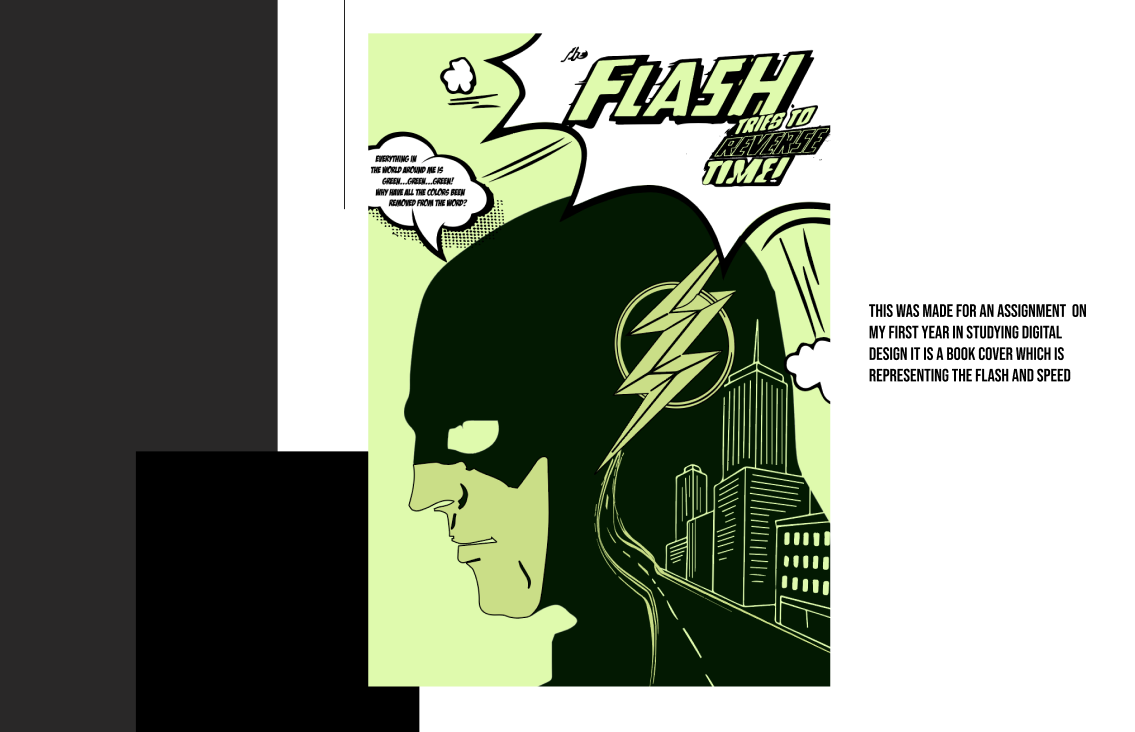 the
FLASH
TRIES TO
REVERSE
TIME!
EVERYTHING IN
THE WORLD AROUND ME IS
GREEN...GREEN...GREEN!
WHY HAVE ALL THE COLORS BEEN
REMOVED FROM THE WORD?
THIS WAS MADE FOR AN ASSIGNMENT ON
MY FIRST YEAR IN STUDYING DIGITAL
DESIGN IT IS A BOOK COVER WHICH IS
REPRESENTING THE FLASH AND SPEED